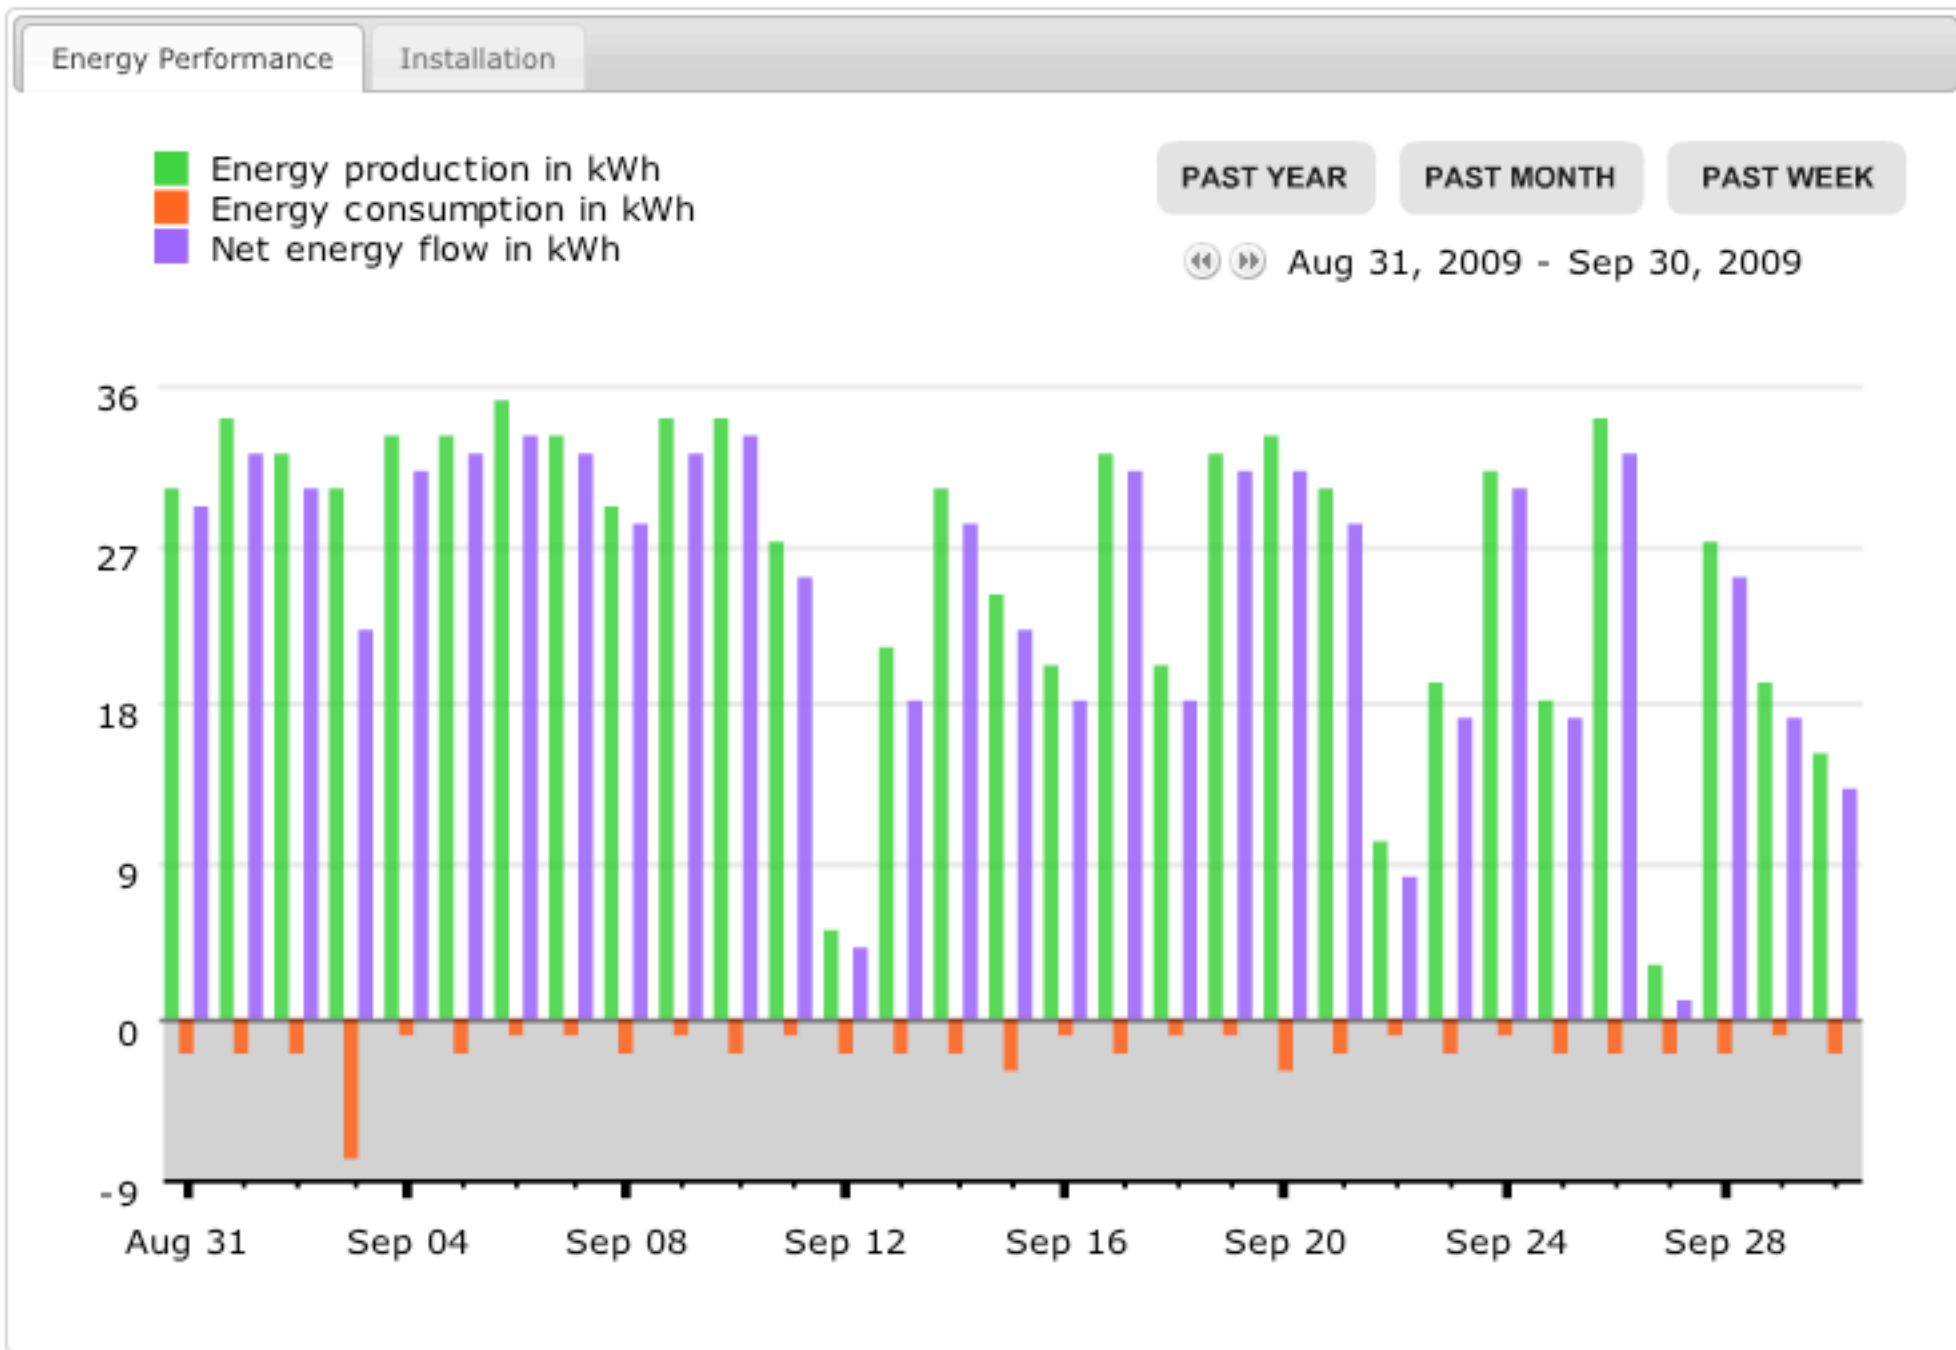 Energy Performance
Installation
Energy production in kWh
Energy consumption in kWh
Net energy flow in kWh
PAST YEAR
PAST MONTH
PAST WEEK
Aug 31, 2009 - Sep 30, 2009
36
27
18
9
0
-9
Aug 31
Sep 04
Sep 08
Sep 12
Sep 16
Sep 20
Sep 24
Sep 28